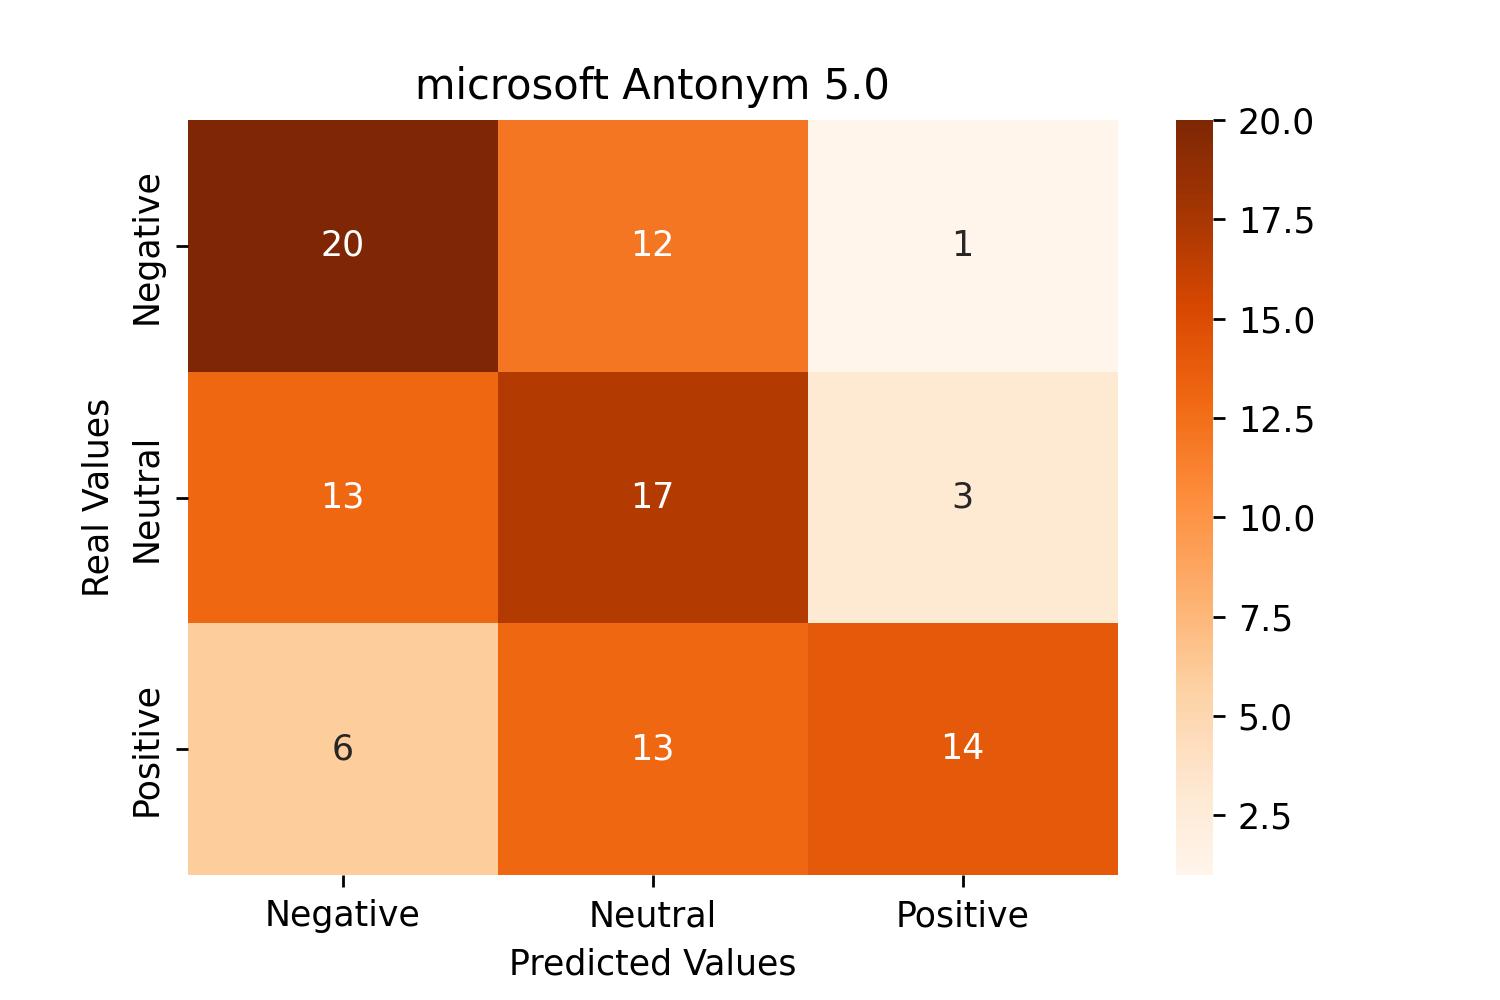 microsoft Antonym 5.0
Real Values
Negative
Neutral
Positive
20 12 1
13 17 3
6 13 14
Negative Neutral Positive
Predicted Values
20.0
17.5
15.0
12.5
10.0
7.5
5.0
2.5